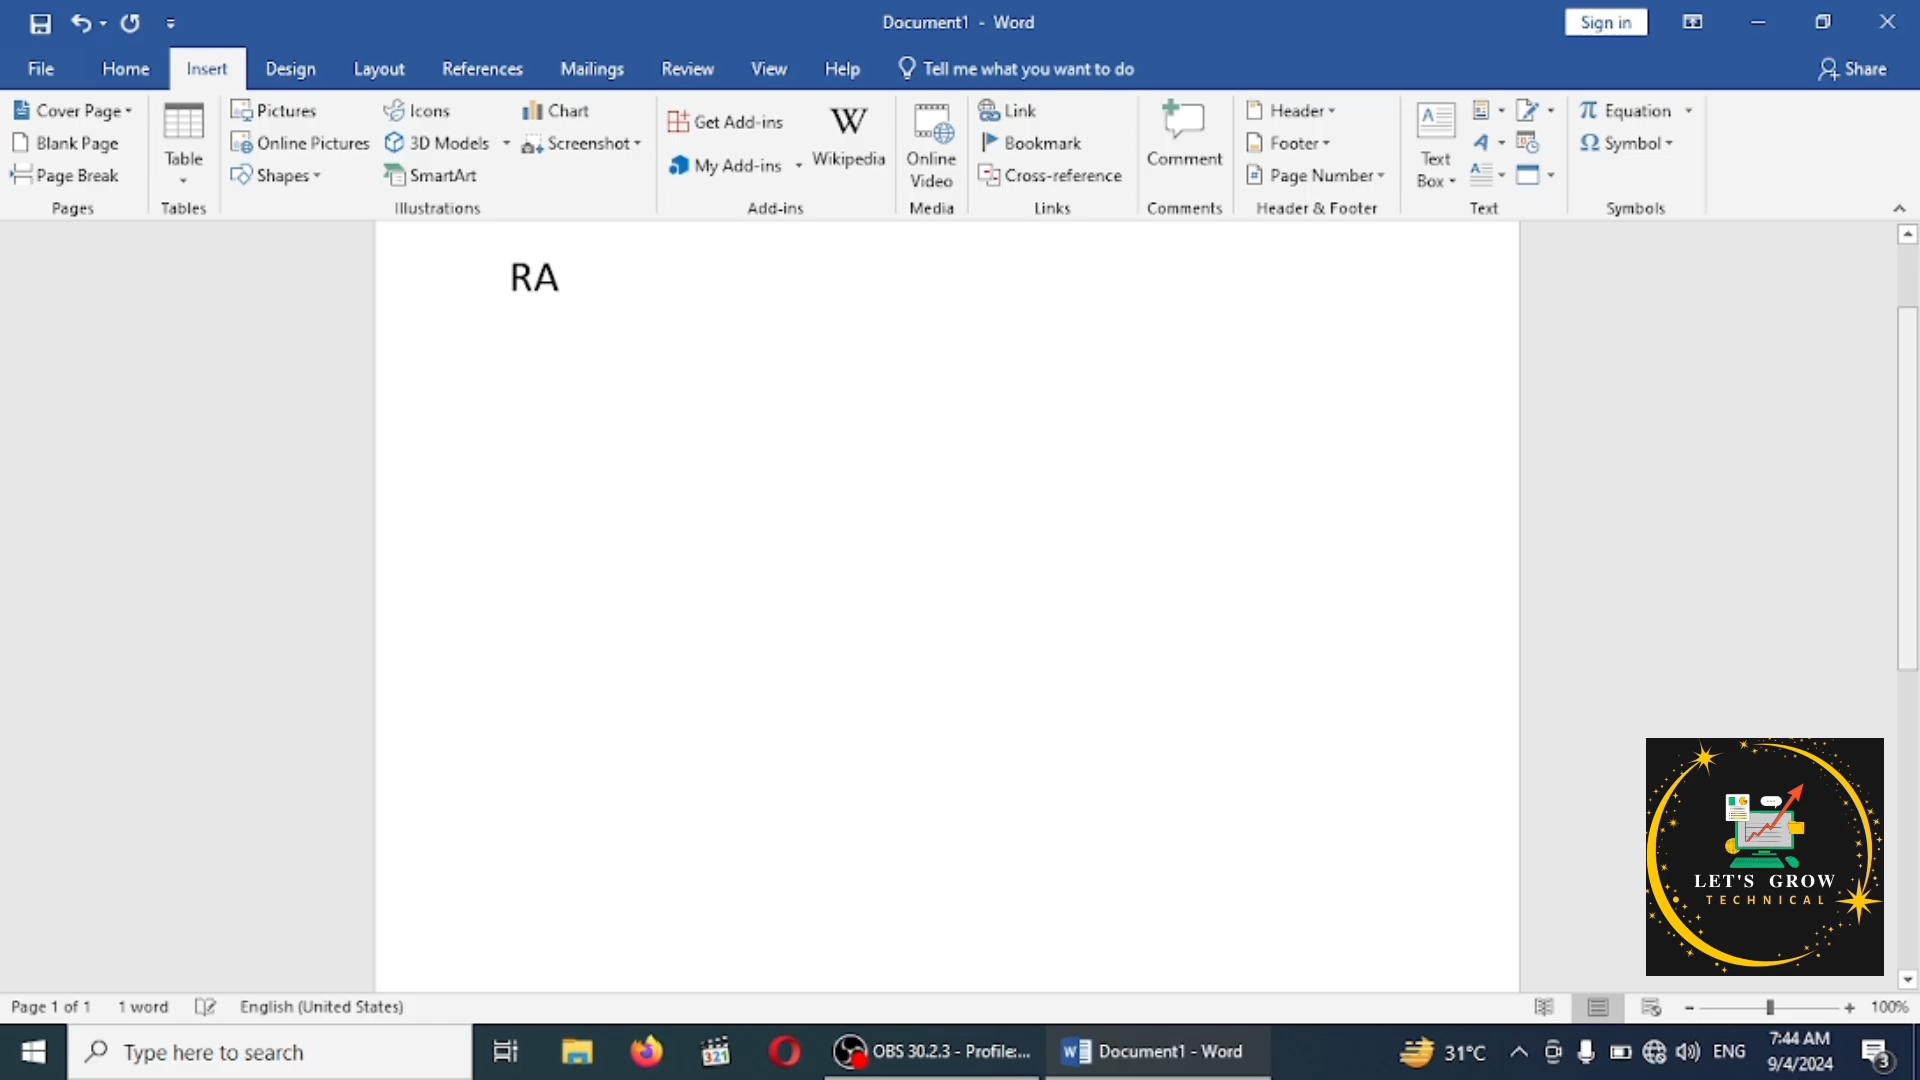 Document1 - Word
Sign in
File Home Insert Design Layout References Mailings Review View Help Tell me what you want to do Share
Cover Page
Blank Page
Page Break
Pages
Table
Tables
Pictures
Online Pictures
Shapes
Icons
3D Models
SmartArt
Chart
Screenshot
Illustrations
Get Add-ins
My Add-ins
W
Wikipedia
Add-ins
Online
Video
Media
Link
Bookmark
Cross-reference
Links
Comment
Comments
Header
Footer
Page Number
Header & Footer
A
Text
Box
Text
π Equation
Ω Symbol
Symbols
RA
LET'S GROW
TECHNICAL
Page 1 of 1 1 word English (United States) 100%
Type here to search
321
OBS 30.2.3 - Profile:...
Document1 - Word
31°C
ENG
7:44 AM
9/4/2024
3